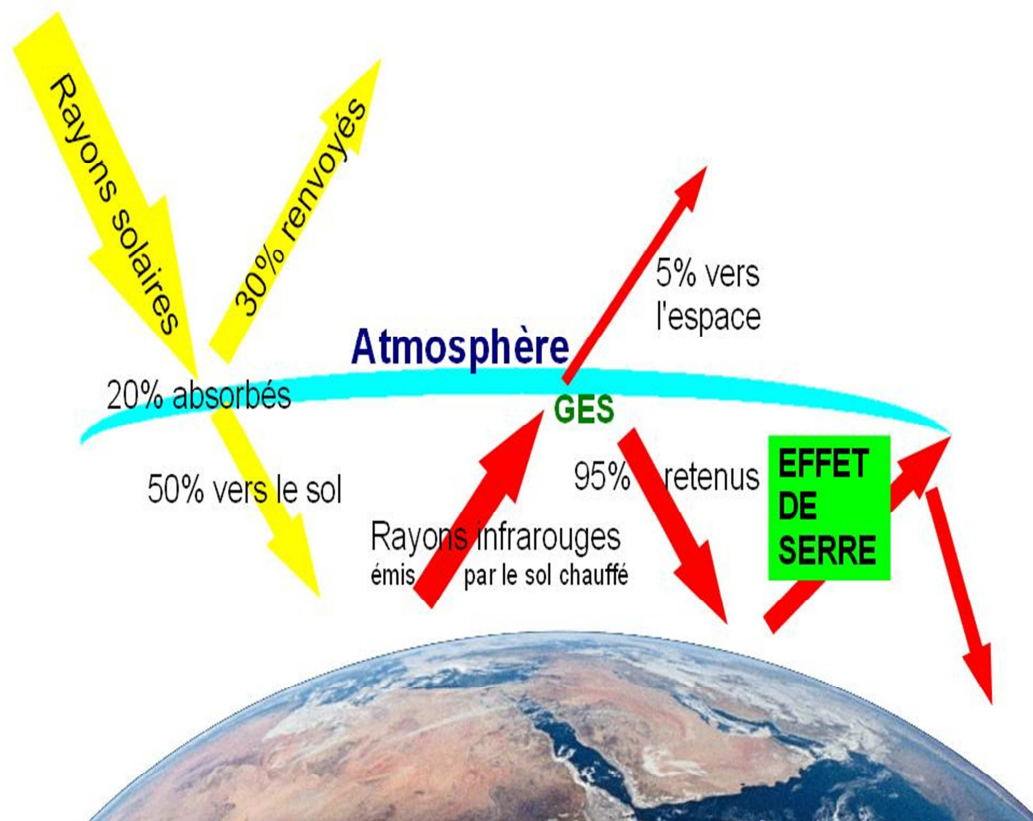 Rayons solaires
30% renvoyés
5% vers
l'espace
Atmosphère
20% absorbés
GES
50% vers le sol
95% retenus
EFFET
DE
SERRE
Rayons infrarouges
émis par le sol chauffé